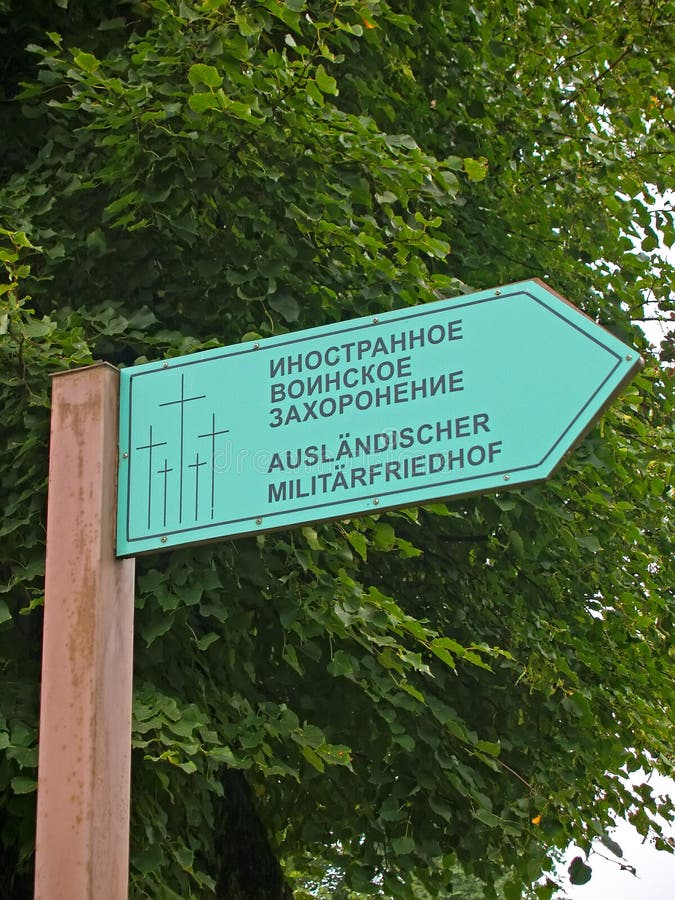 ИНОСТРАННОЕ
ВОИНСКОЕ
ЗАХОРОНЕНИЕ
AUSLÄNDISCHER
MILITÄRFRIEDHOF